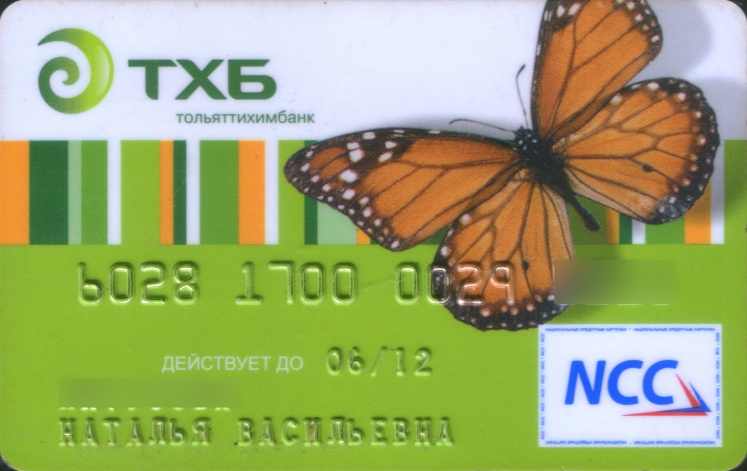 ТХБ
тольяттихимбанк
6028 1700 0029
ДЕЙСТВУЕТ ДО 06/12
NCC
НАТАЛЬЯ ВАСИЛЬЕВНА